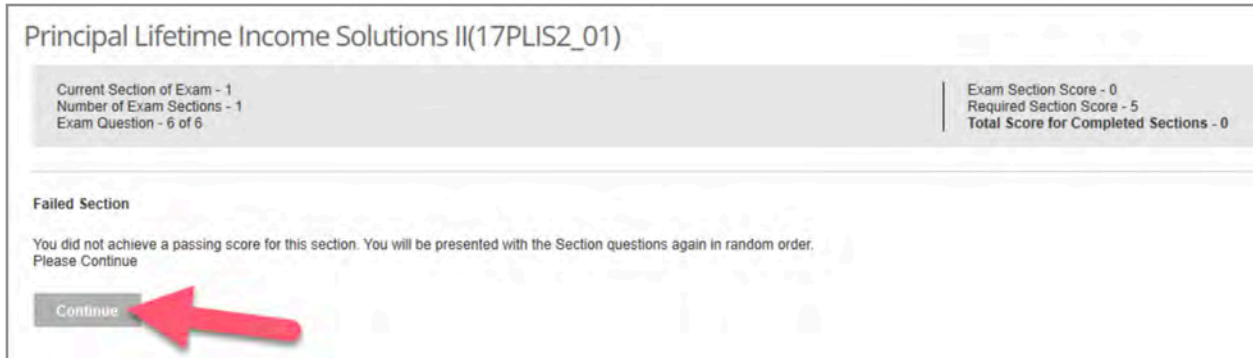 Principal Lifetime Income Solutions II(17PLIS2_01)
Current Section of Exam - 1
Number of Exam Sections - 1
Exam Question - 6 of 6
Exam Section Score - 0
Required Section Score - 5
Total Score for Completed Sections - 0
Failed Section
You did not achieve a passing score for this section. You will be presented with the Section questions again in random order.
Please Continue
Continue